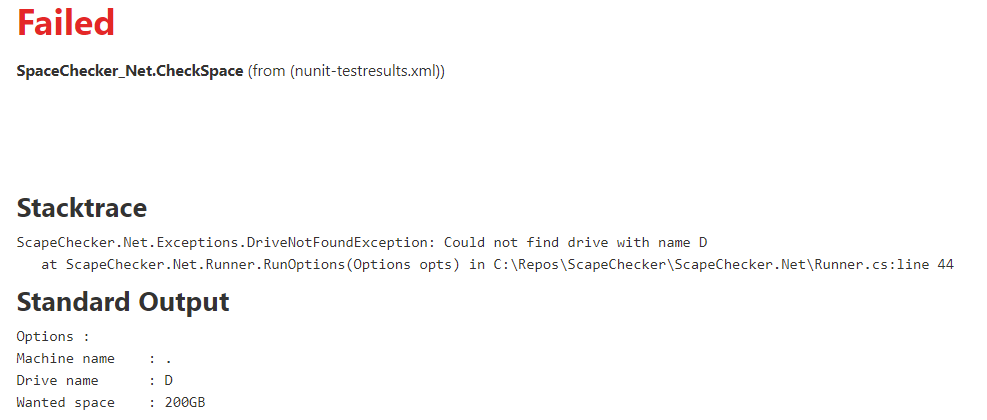 Failed
SpaceChecker_Net.CheckSpace (from (nunit-testresults.xml))
Stacktrace
ScapeChecker.Net.Exceptions.DriveNotFoundException: Could not find drive with name D
   at ScapeChecker.Net.Runner.RunOptions(Options opts) in C:\Repos\ScapeChecker\ScapeChecker.Net\Runner.cs:line 44
Standard Output
Options :
Machine name    : .
Drive name      : D
Wanted space    : 200GB